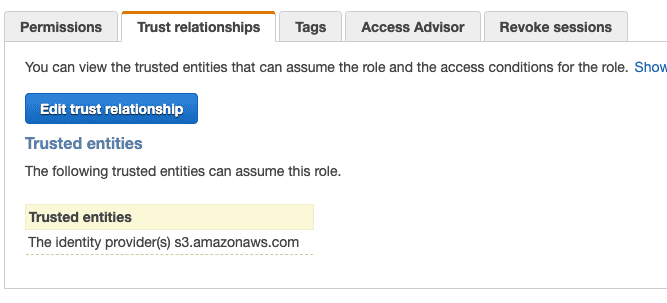 Permissions Trust relationships Tags Access Advisor Revoke sessions
You can view the trusted entities that can assume the role and the access conditions for the role. Show
Edit trust relationship
Trusted entities
The following trusted entities can assume this role.
Trusted entities
The identity provider(s) s3.amazonaws.com